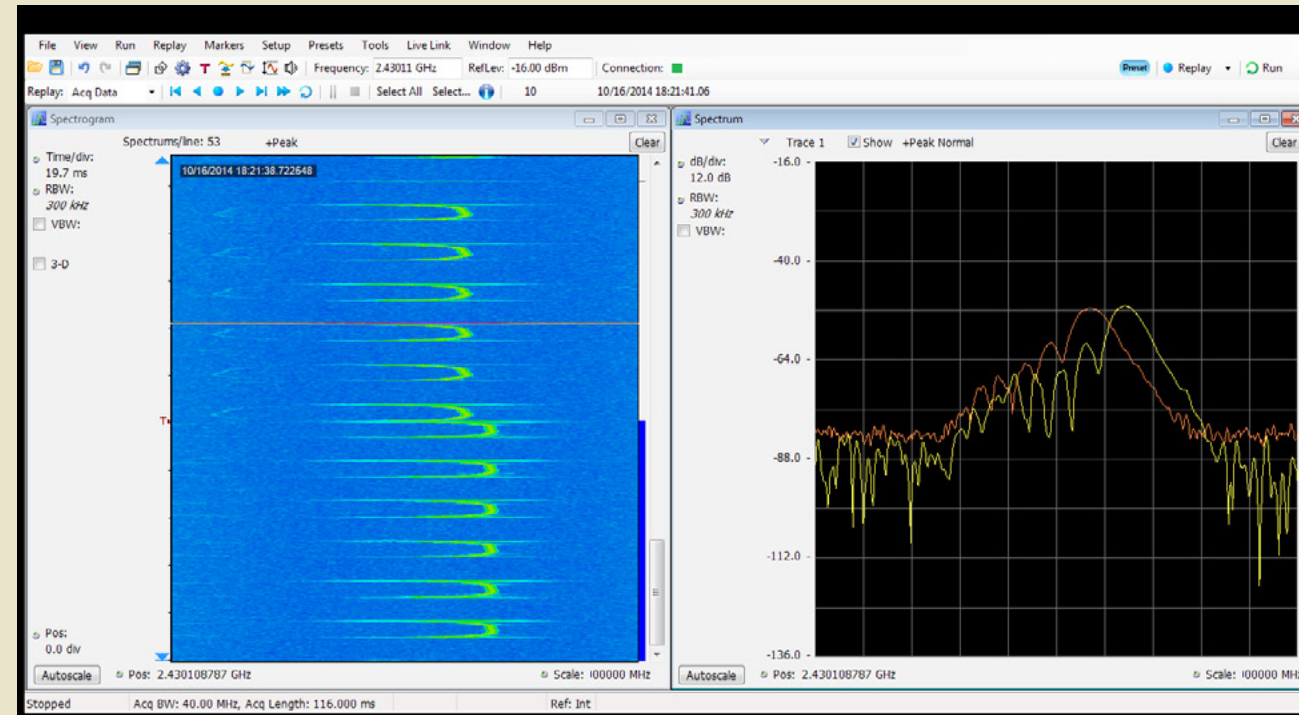 File View Run Replay Markers Setup Presets Tools Live Link Window Help
T Frequency: 2.43011 GHz RefLev: -16.00 dBm Connection: Preset Replay Run
Replay: Acq Data Select All Select... 10 10/16/2014 18:21:41.06
Spectrogram
Spectrums/line: 53 +Peak Clear
Time/div:
19.7 ms
RBW:
300 kHz
VBW:
3-D
10/16/2014 18:21:38.722648
T
Pos:
0.0 div
Autoscale Pos: 2.430108787 GHz Scale: 00000 MHz
Spectrum
Trace 1 Show +Peak Normal Clear
dB/div:
12.0 dB
RBW:
300 kHz
VBW:
-16.0
-40.0
-64.0
-88.0
-112.0
-136.0
Autoscale Pos: 2.430108787 GHz Scale: 00000 MHz
Stopped Acq BW: 40.00 MHz, Acq Length: 116.000 ms Ref: Int